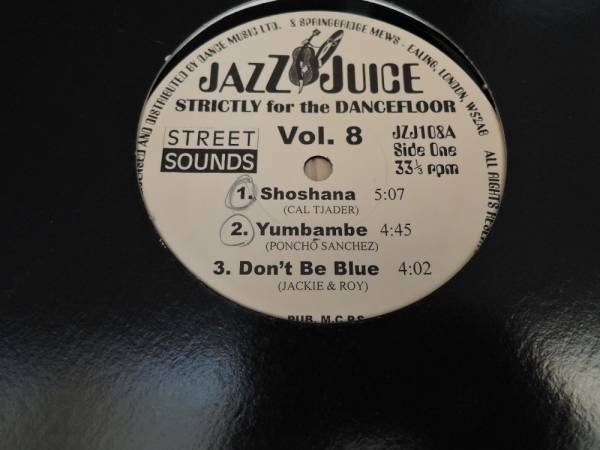 AND DISTRIBUTED BY DANCE MUSIC LTD. & SPRINGBRIDGE MEWS - EALING, LONDON, W52AB ALL RIGHTS
JAZZ JUICE
STRICTLY for the DANCEFLOOR
STREET
SOUNDS
Vol. 8
JZJ108A
Side One
33⅓ rpm
1. Shoshana 5:07
(CAL TJADER)
2. Yumbambe 4:45
(PONCHO SANCHEZ)
3. Don't Be Blue 4:02
(JACKIE & ROY)
PUB. M.C.P.S